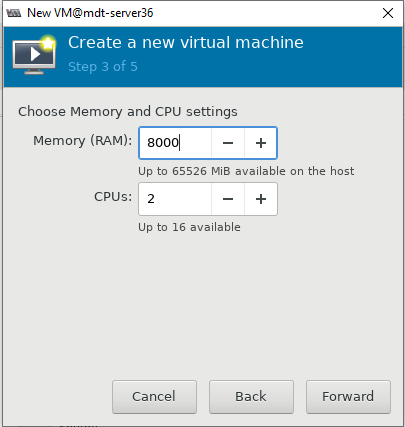 New VM@mdt-server36
Create a new virtual machine
Step 3 of 5
Choose Memory and CPU settings
Memory (RAM): 8000
Up to 65526 MiB available on the host
CPUs: 2
Up to 16 available
Cancel Back Forward